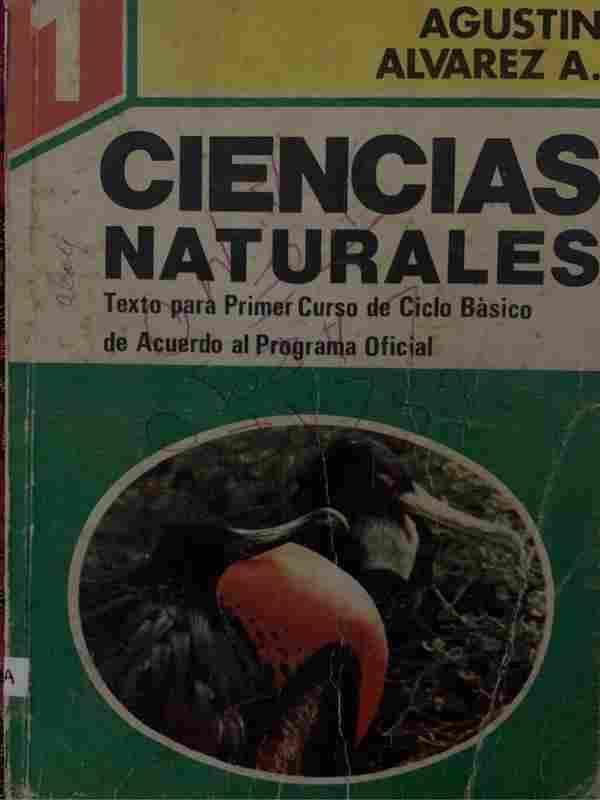 1
AGUSTIN
ALVAREZ A.
CIENCIAS
NATURALES
Texto para Primer Curso de Ciclo Bàsico
de Acuerdo al Programa Oficial
A